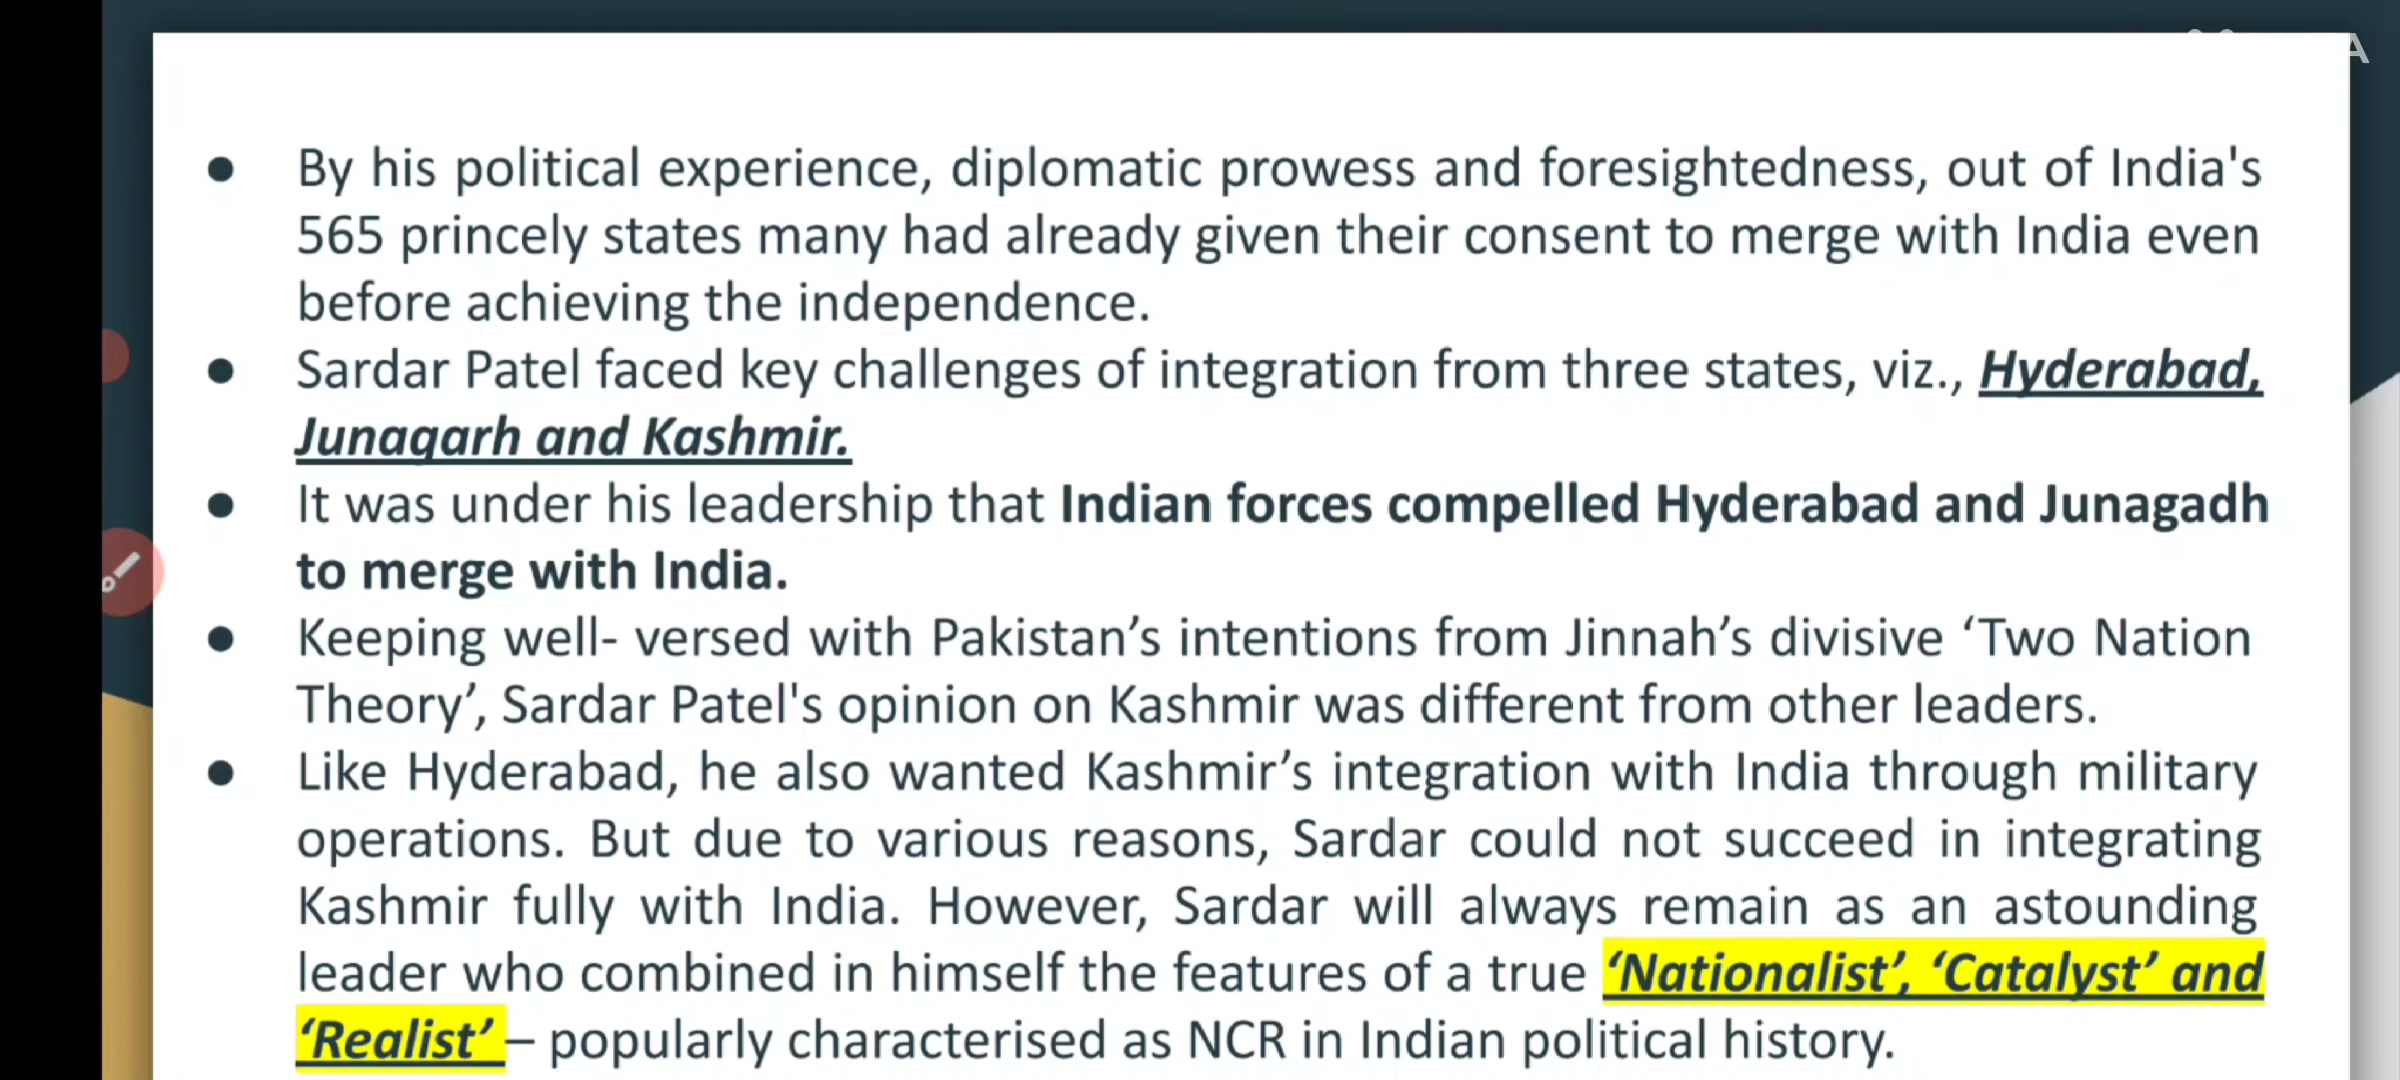 ● By his political experience, diplomatic prowess and foresightedness, out of India's
565 princely states many had already given their consent to merge with India even
before achieving the independence.
● Sardar Patel faced key challenges of integration from three states, viz., Hyderabad,
Junagarh and Kashmir.
● It was under his leadership that Indian forces compelled Hyderabad and Junagadh
to merge with India.
● Keeping well- versed with Pakistan’s intentions from Jinnah’s divisive ‘Two Nation
Theory’, Sardar Patel's opinion on Kashmir was different from other leaders.
● Like Hyderabad, he also wanted Kashmir’s integration with India through military
operations. But due to various reasons, Sardar could not succeed in integrating
Kashmir fully with India. However, Sardar will always remain as an astounding
leader who combined in himself the features of a true ‘Nationalist’, ‘Catalyst’ and
‘Realist’ – popularly characterised as NCR in Indian political history.